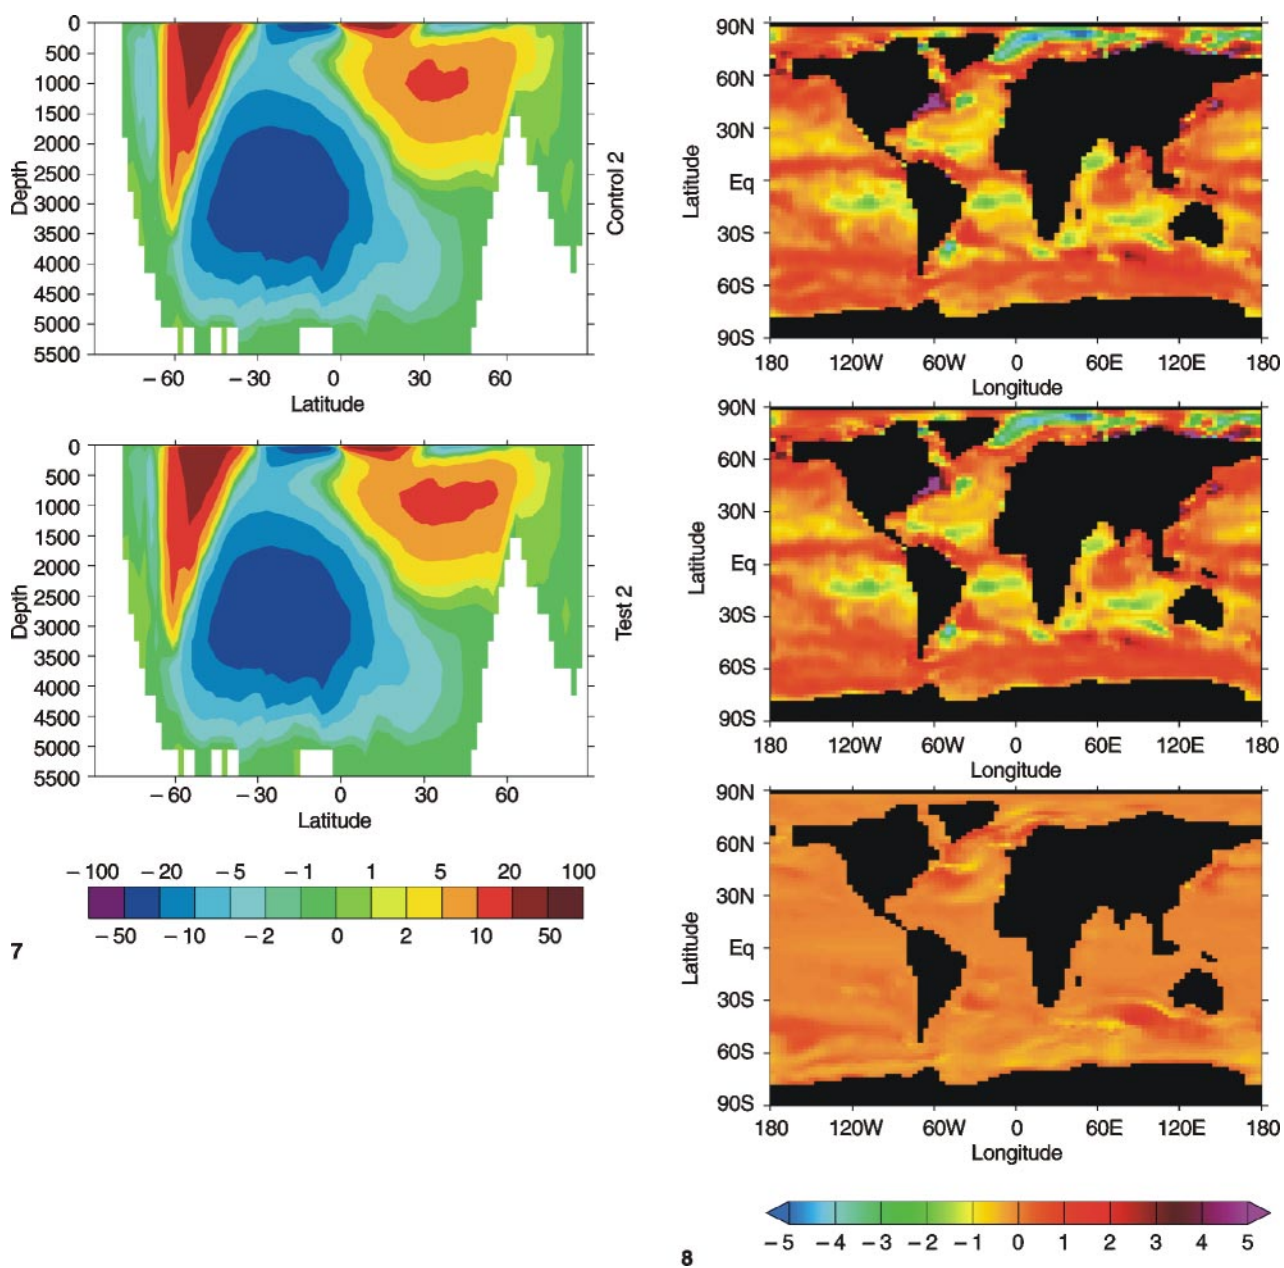 0
500
1000
1500
2000
2500
3000
3500
4000
4500
5000
5500
Depth
Control 2
−60 −30 0 30 60
Latitude
0
500
1000
1500
2000
2500
3000
3500
4000
4500
5000
5500
Depth
Test 2
−60 −30 0 30 60
Latitude
−100 −20 −5 −1 1 5 20 100
−50 −10 −2 0 2 10 50
7
90N
60N
30N
Eq
30S
60S
90S
Latitude
180 120W 60W 0 60E 120E 180
Longitude
90N
60N
30N
Eq
30S
60S
90S
Latitude
180 120W 60W 0 60E 120E 180
Longitude
90N
60N
30N
Eq
30S
60S
90S
Latitude
180 120W 60W 0 60E 120E 180
Longitude
−5 −4 −3 −2 −1 0 1 2 3 4 5
8